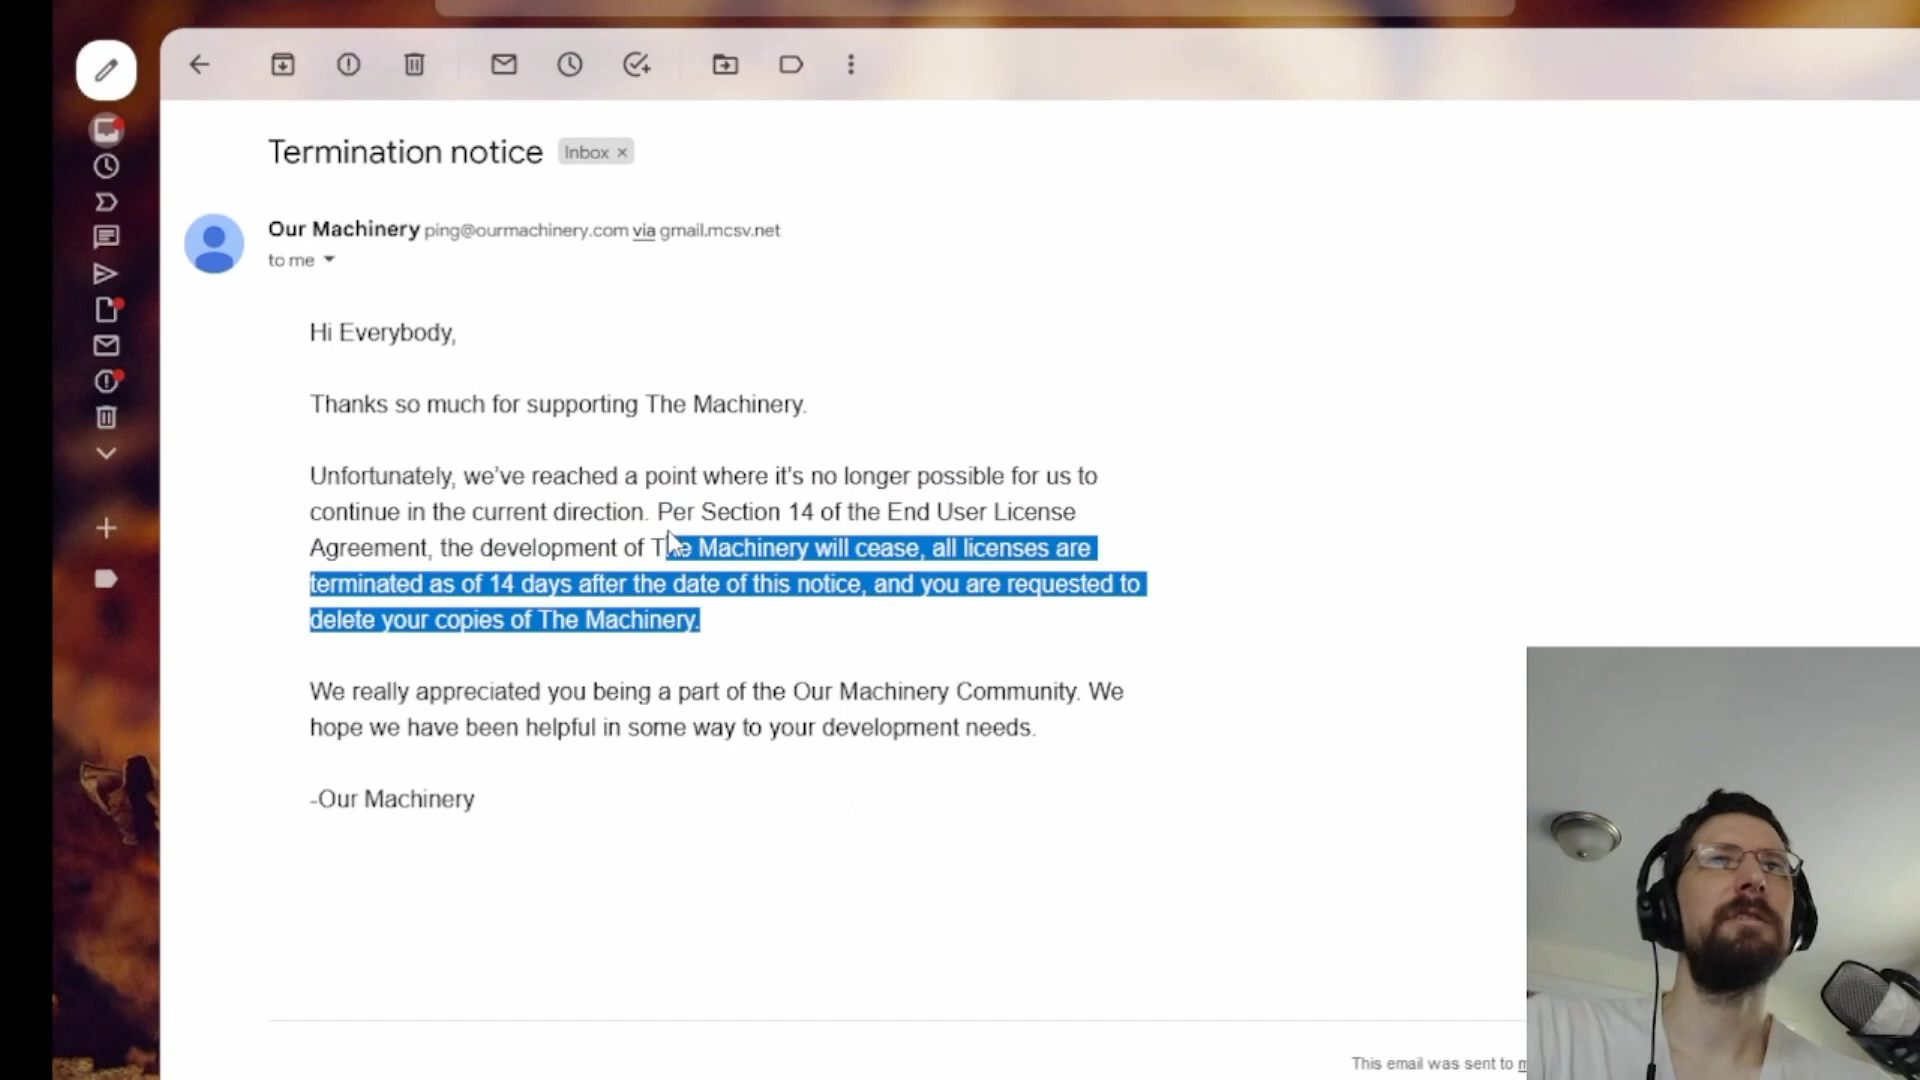 Termination notice Inbox ×
Our Machinery ping@ourmachinery.com via gmail.mcsv.net
to me
Hi Everybody,
Thanks so much for supporting The Machinery.
Unfortunately, we've reached a point where it's no longer possible for us to
continue in the current direction. Per Section 14 of the End User License
Agreement, the development of The Machinery will cease, all licenses are
terminated as of 14 days after the date of this notice, and you are requested to
delete your copies of The Machinery.
We really appreciated you being a part of the Our Machinery Community. We
hope we have been helpful in some way to your development needs.
-Our Machinery
This email was sent to